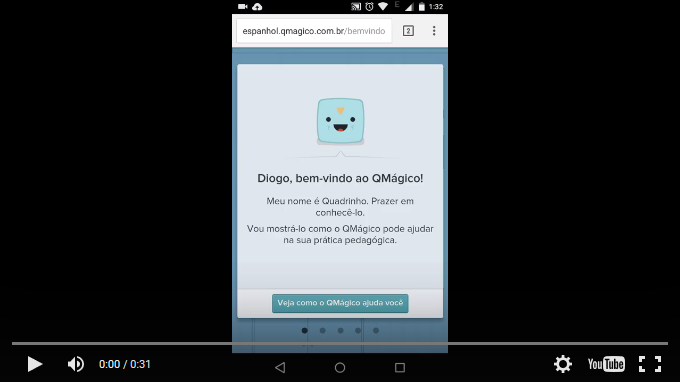 1:32
espanhol.qmagico.com.br/bemvindo
2
Diogo, bem-vindo ao QMágico!
Meu nome é Quadrinho. Prazer em
conhecê-lo.
Vou mostrá-lo como o QMágico pode ajudar
na sua prática pedagógica.
Veja como o QMágico ajuda você
0:00 / 0:31
YouTube